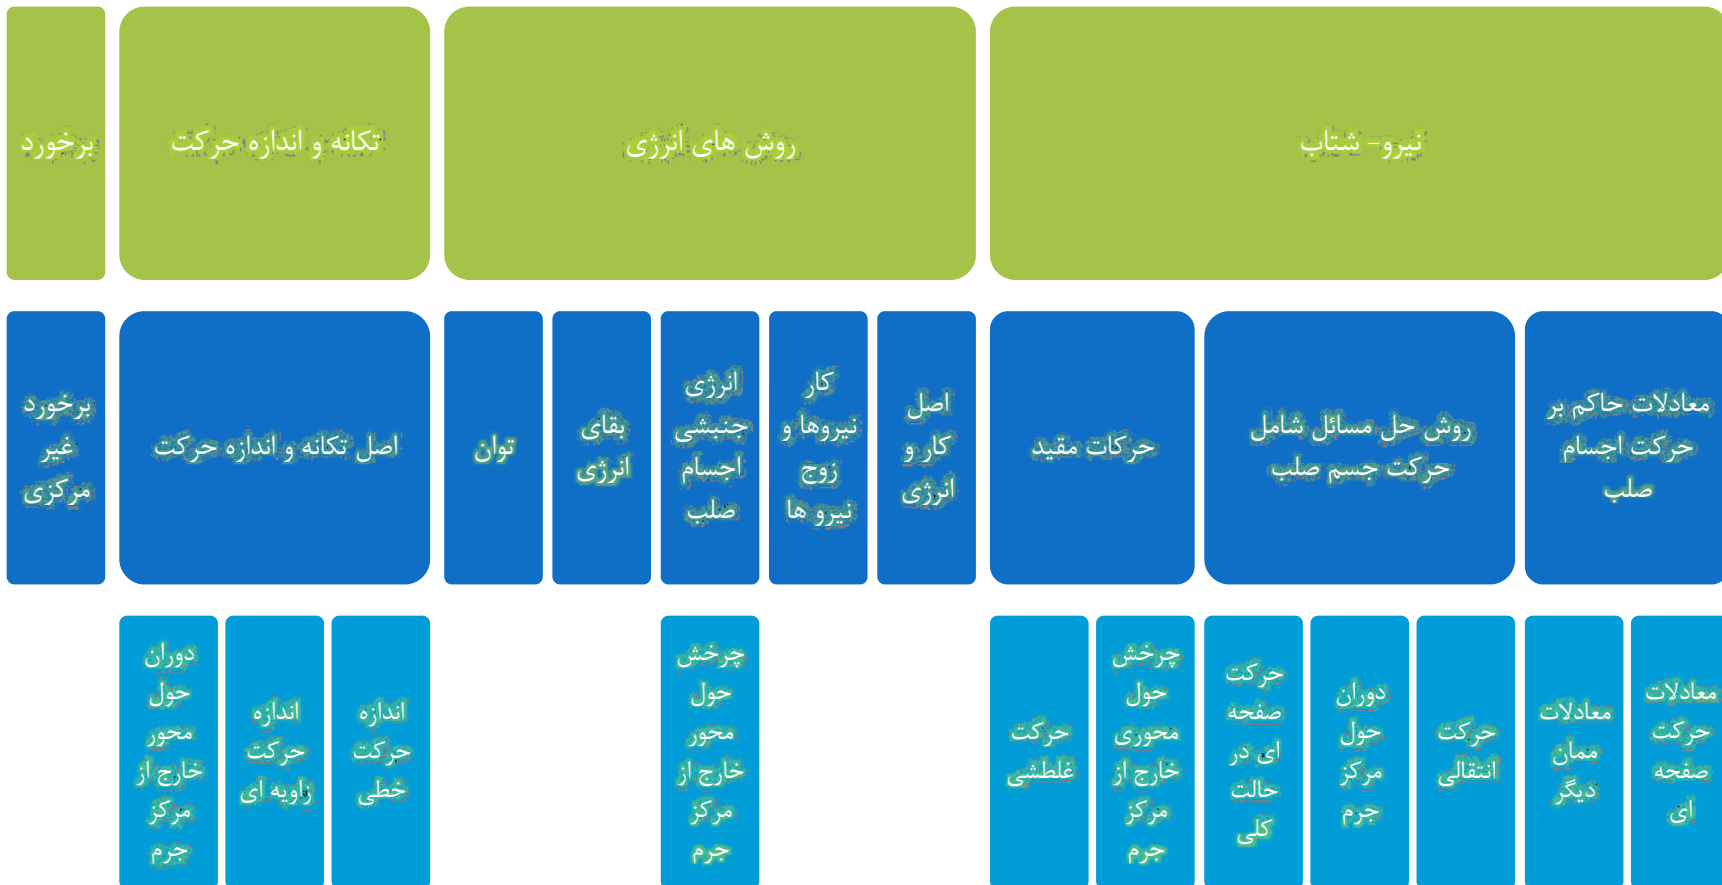 نیرو- شتاب
روش های انرژی
تکانه و اندازه حرکت
برخورد
معادلات حاکم بر
حرکت اجسام
صلب
روش حل مسائل شامل
حرکت جسم صلب
حرکات مقید
اصل
کار و
انرژی
کار
نیروها و
زوج
نیرو ها
انرژی
جنبشی
اجسام
صلب
بقای
انرژی
توان
اصل تکانه و اندازه حرکت
برخورد
غیر
مرکزی
معادلات
حرکت
صفحه
ای
معادلات
ممان
دیگر
حرکت
انتقالی
دوران
حول
مرکز
جرم
حرکت
صفحه
ای در
حالت
کلی
چرخش
حول
محوری
خارج از
مرکز
جرم
حرکت
غلطشی
چرخش
حول
محور
خارج از
مرکز
جرم
اندازه
حرکت
خطی
اندازه
حرکت
زاویه ای
دوران
حول
محور
خارج از
مرکز
جرم